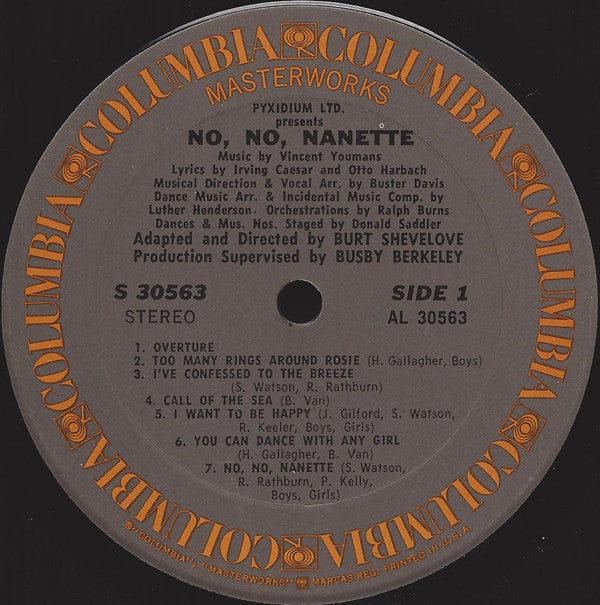 COLUMBIA COLUMBIA COLUMBIA COLUMBIA COLUMBIA COLUMBIA COLUMBIA COLUMBIA
MASTERWORKS
PYXIDIUM LTD.
presents
NO, NO, NANETTE
Music by Vincent Youmans
Lyrics by Irving Caesar and Otto Harbach
Musical Direction & Vocal Arr. by Buster Davis
Dance Music Arr. & Incidental Music Comp. by
Luther Henderson. Orchestrations by Ralph Burns
Dances & Mus. Nos. Staged by Donald Saddler
Adapted and Directed by BURT SHEVELOVE
Production Supervised by BUSBY BERKELEY
S 30563
SIDE 1
STEREO
AL 30563
1. OVERTURE
2. TOO MANY RINGS AROUND ROSIE (H. Gallagher, Boys)
3. I'VE CONFESSED TO THE BREEZE
(S. Watson, R. Rathburn)
4. CALL OF THE SEA (B. Van)
5. I WANT TO BE HAPPY (J. Gilford, S. Watson,
R. Keeler, Boys, Girls)
6. YOU CAN DANCE WITH ANY GIRL
(H. Gallagher, B. Van)
7. NO, NO, NANETTE (S. Watson,
R. Rathburn, P. Kelly,
Boys, Girls)
®"COLUMBIA", "MASTERWORKS" MARCAS REG. PRINTED IN U.S.A.